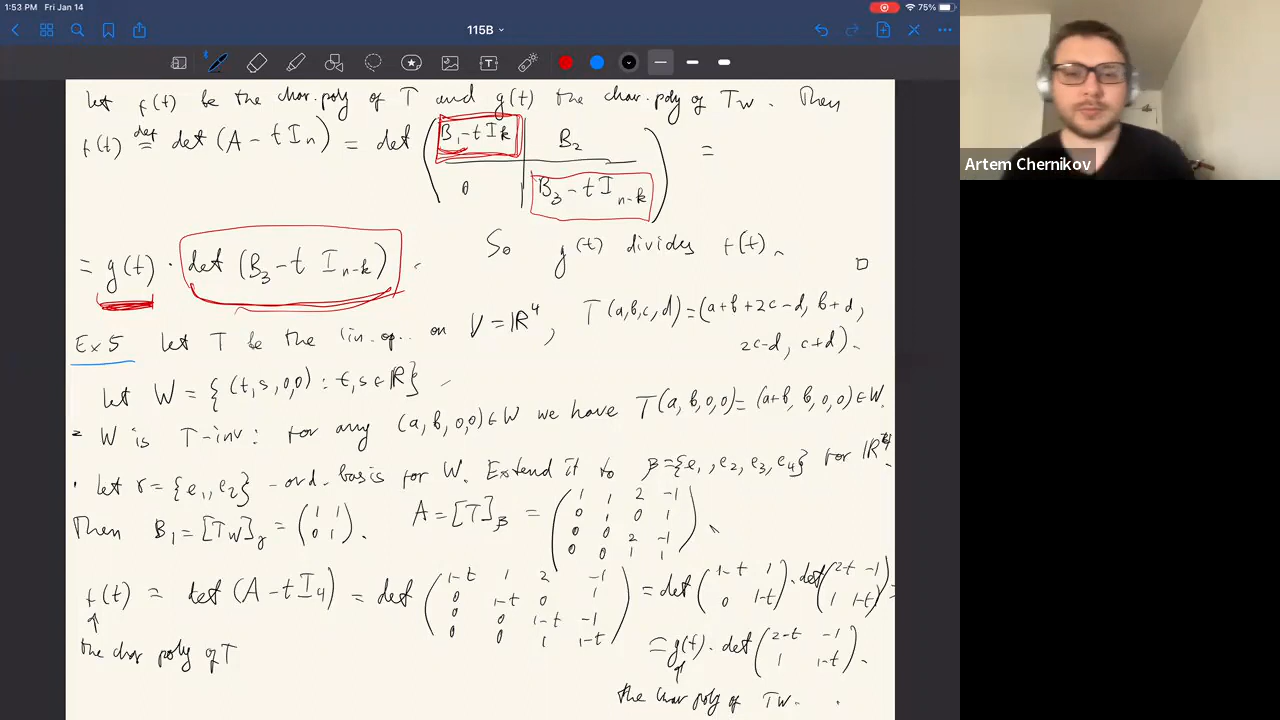 1:53 PM Fri Jan 14
75%
115B
Let f(t) be the char. poly of T and g(t) the char. poly of T_W. Then
f(t) def= det (A - t I_n) = det ( B_1 - t I_k B_2 =
0 B_3 - t I_{n-k} )
= g(t) · det (B_3 - t I_{n-k}). So g(t) divides f(t). □
Ex 5 Let T be the lin. op. on V = ℝ^4, T(a,b,c,d) = (a+b+2c-d, b+d,
2c-d, c+d).
Let W = {(t,s,0,0) : t,s ∈ ℝ}
W is T-inv: for any (a,b,0,0) ∈ W we have T(a,b,0,0) = (a+b, b, 0, 0) ∈ W.
· Let γ = {e_1, e_2} - ord. basis for W. Extend it to β = {e_1, e_2, e_3, e_4} for ℝ^4.
Then B_1 = [T_W]_γ = ( 1 1 / 0 1 ). A = [T]_β = ( 1 1 2 -1 / 0 1 0 1 / 0 0 2 -1 / 0 0 1 1 ).
f(t) = det (A - t I_4) = det ( 1-t 1 2 -1 / 0 1-t 0 1 / 0 0 1-t -1 / 0 0 1 1-t ) = det ( 1-t 1 / 0 1-t ) · det ( 2-t -1 / 1 1-t ) =
↑
the char poly of T
= g(t) · det ( 2-t -1 / 1 1-t ).
↑
the char poly of T_W.
Artem Chernikov